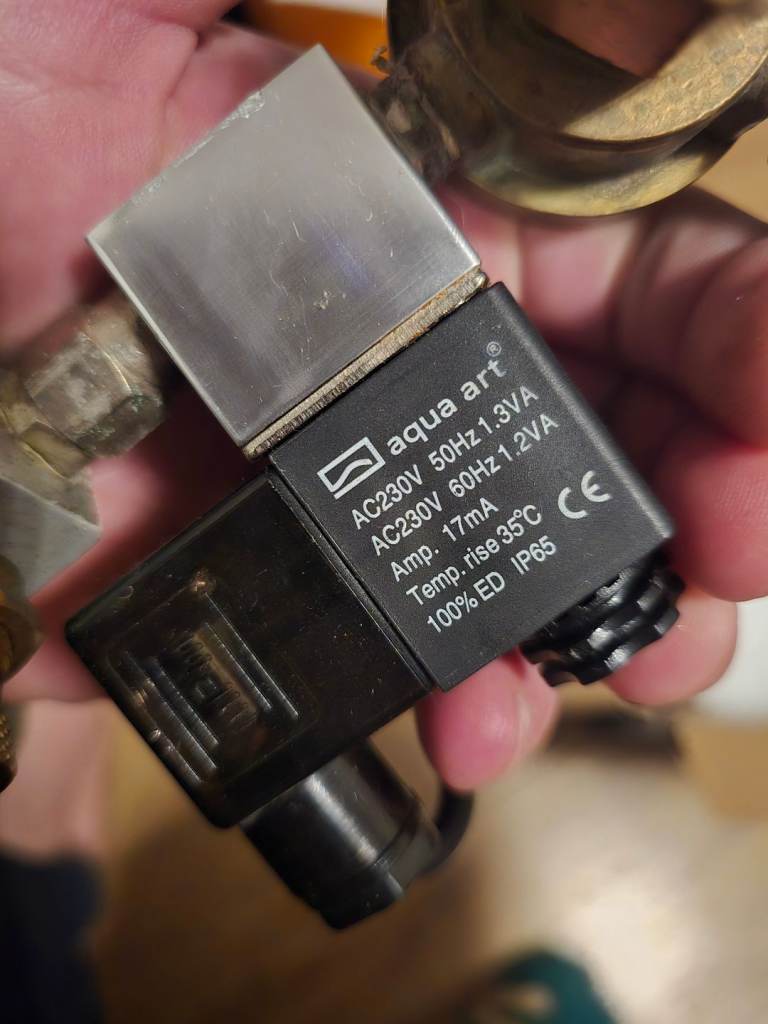 aqua art®
AC230V 50Hz 1.3VA
AC230V 60Hz 1.2VA
Amp. 17mA
Temp. rise 35°C
100% ED IP65
CE